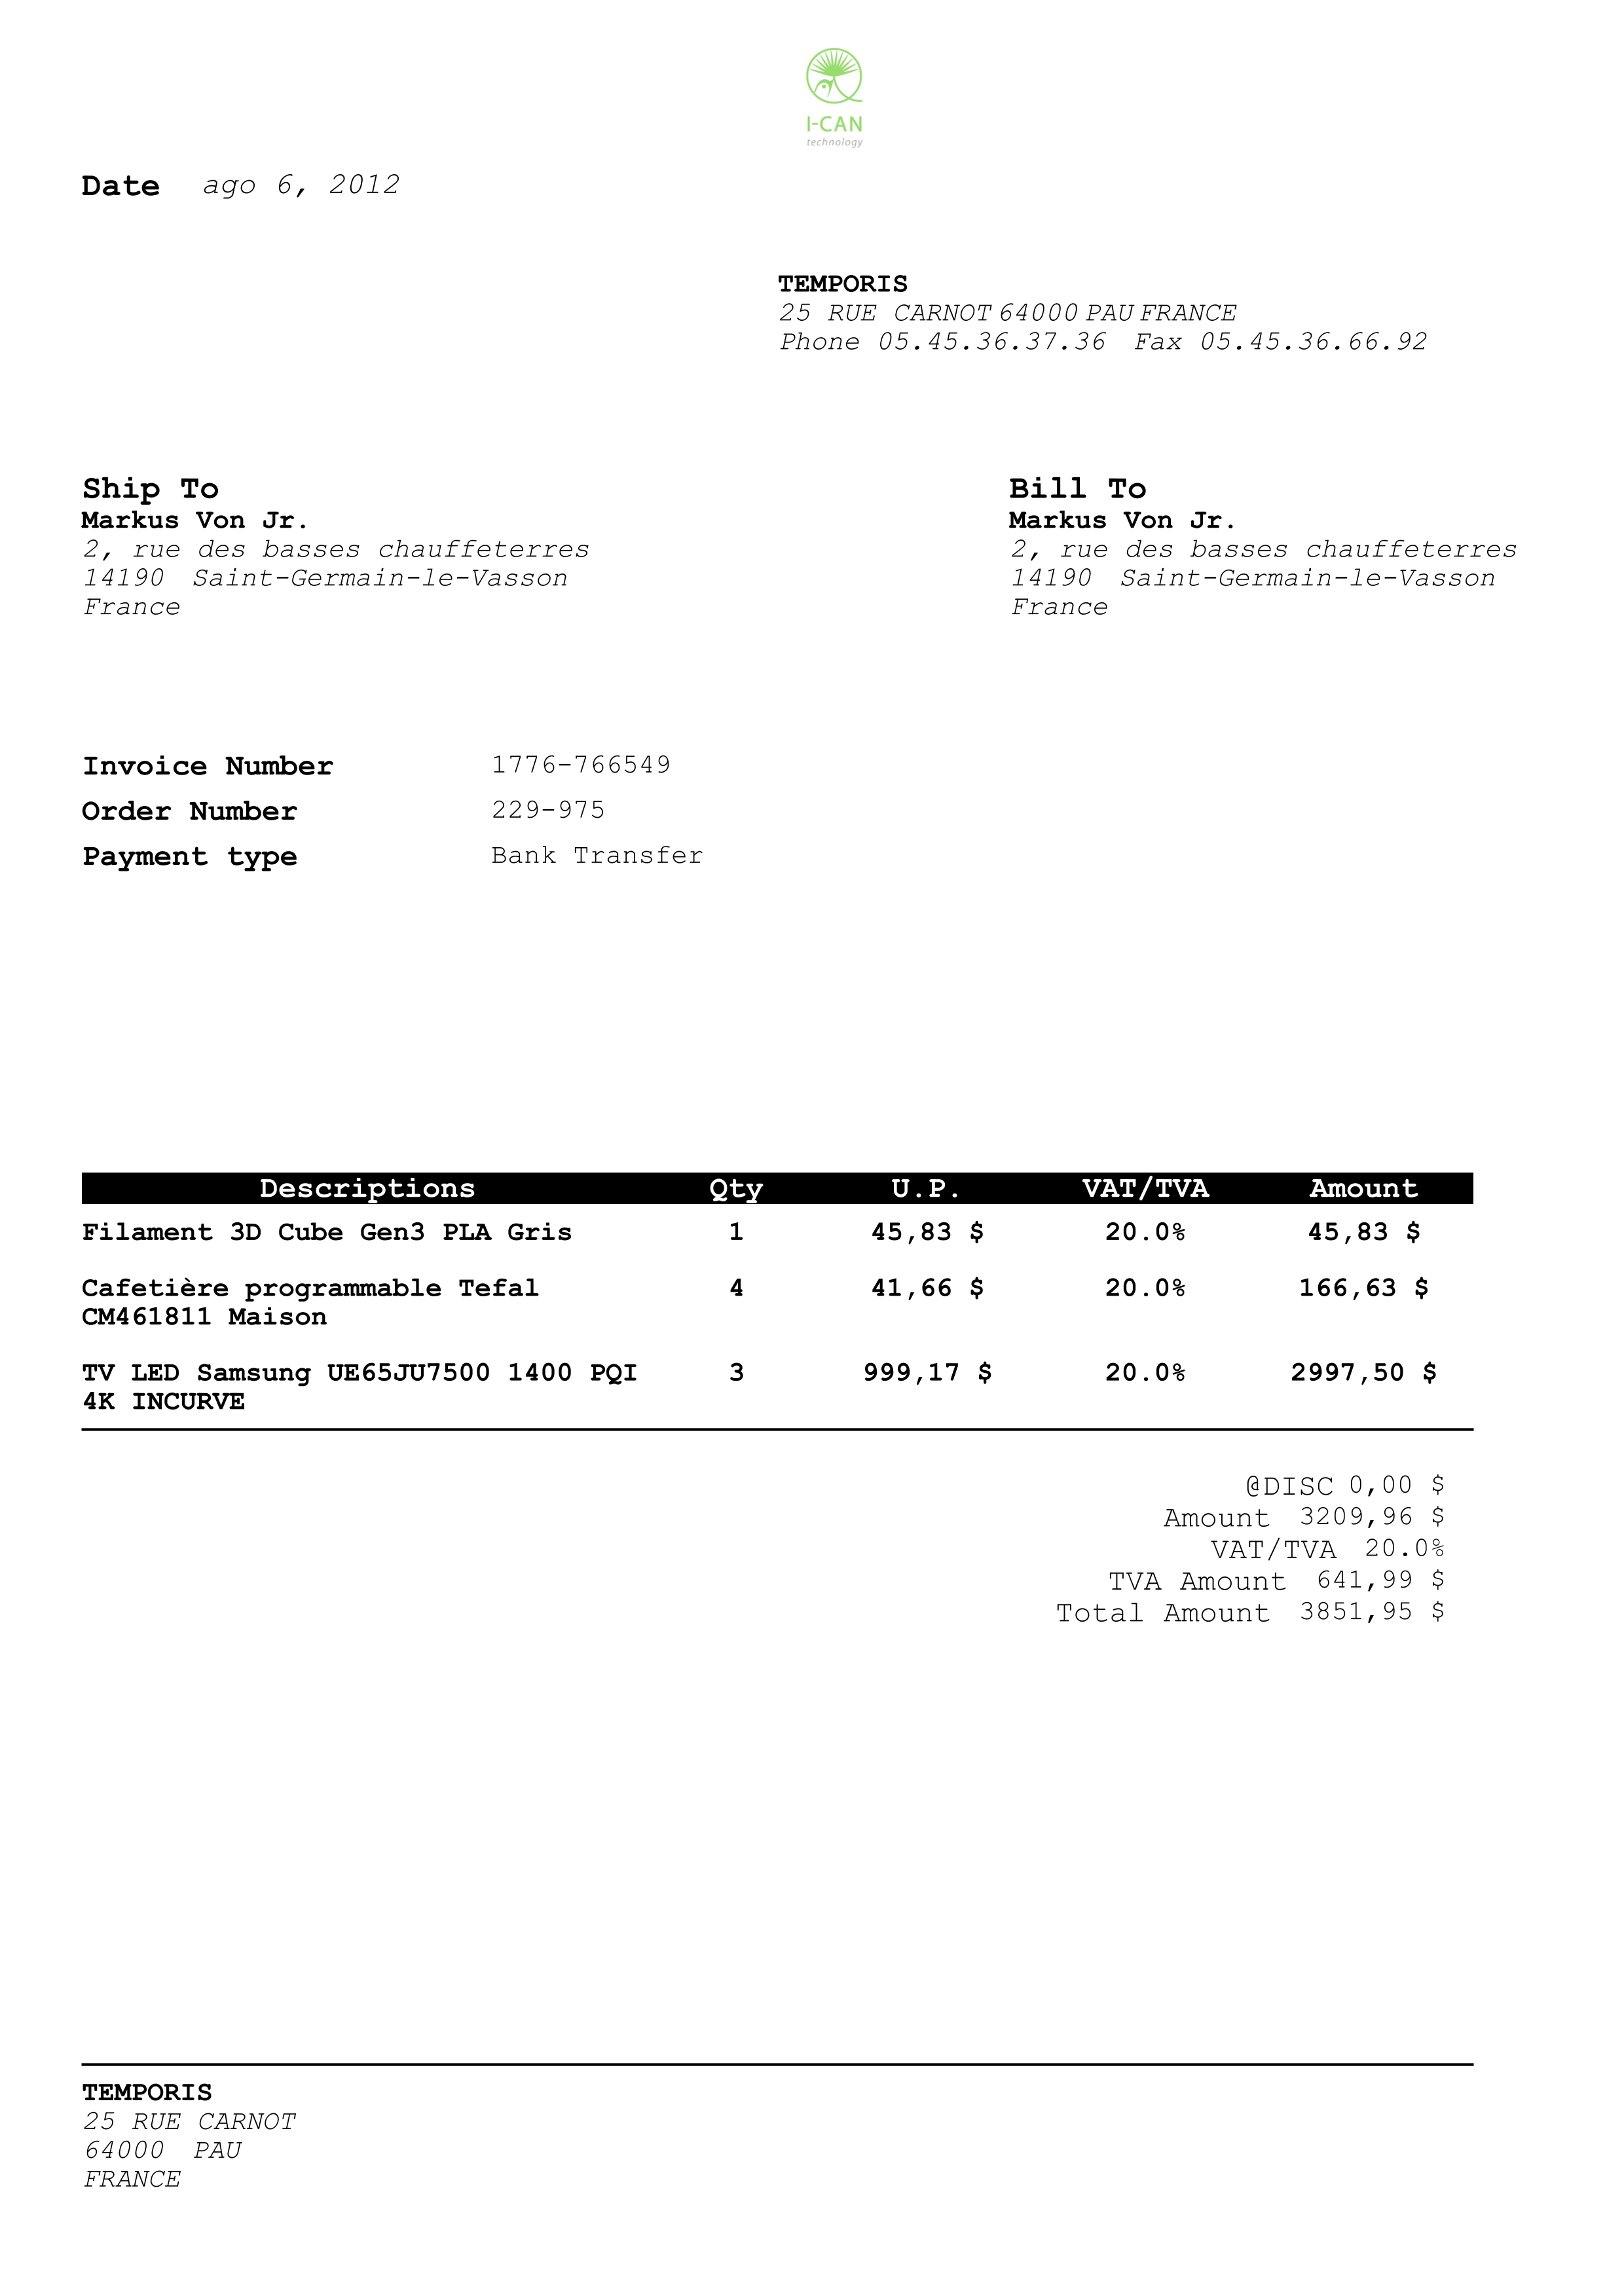 I-CAN
technology
Date ago 6, 2012
TEMPORIS
25 RUE CARNOT 64000 PAU FRANCE
Phone 05.45.36.37.36 Fax 05.45.36.66.92
Ship To
Markus Von Jr.
2, rue des basses chauffeterres
14190 Saint-Germain-le-Vasson
France
Bill To
Markus Von Jr.
2, rue des basses chauffeterres
14190 Saint-Germain-le-Vasson
France
Invoice Number 1776-766549
Order Number 229-975
Payment type Bank Transfer
Descriptions Qty U.P. VAT/TVA Amount
Filament 3D Cube Gen3 PLA Gris 1 45,83 $ 20.0% 45,83 $
Cafetière programmable Tefal 4 41,66 $ 20.0% 166,63 $
CM461811 Maison
TV LED Samsung UE65JU7500 1400 PQI 3 999,17 $ 20.0% 2997,50 $
4K INCURVE
@DISC 0,00 $
Amount 3209,96 $
VAT/TVA 20.0%
TVA Amount 641,99 $
Total Amount 3851,95 $
TEMPORIS
25 RUE CARNOT
64000 PAU
FRANCE